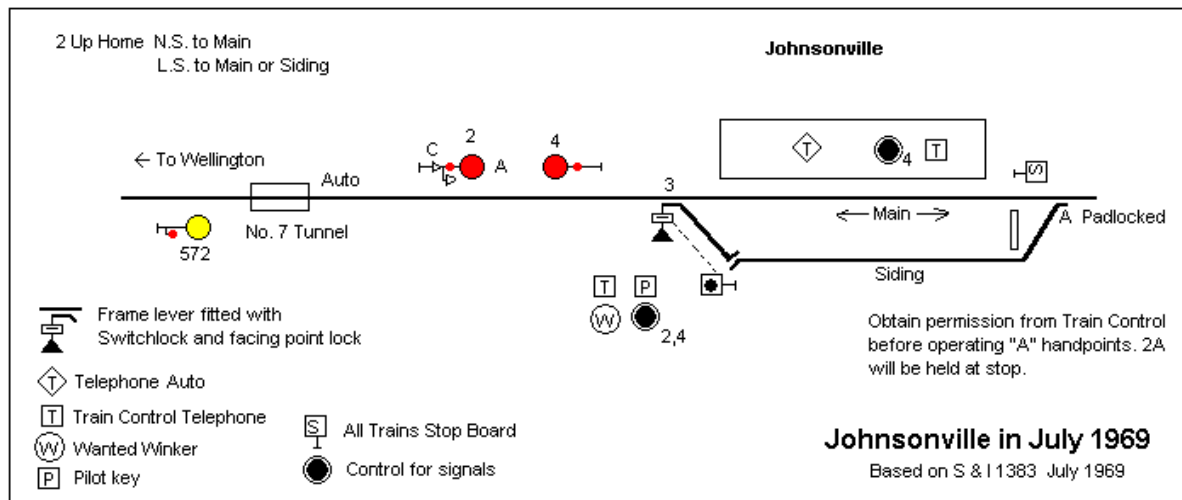 2 Up Home N.S. to Main
L.S. to Main or Siding
Johnsonville
← To Wellington
Auto
C
2
A
4
T
4
T
S
3
← Main →
A Padlocked
572
No. 7 Tunnel
Siding
T
P
W
2,4
Frame lever fitted with
Switchlock and facing point lock
Obtain permission from Train Control
before operating "A" handpoints. 2A
will be held at stop.
T Telephone Auto
T Train Control Telephone
W Wanted Winker
P Pilot key
S All Trains Stop Board
Control for signals
Johnsonville in July 1969
Based on S & I 1383 July 1969